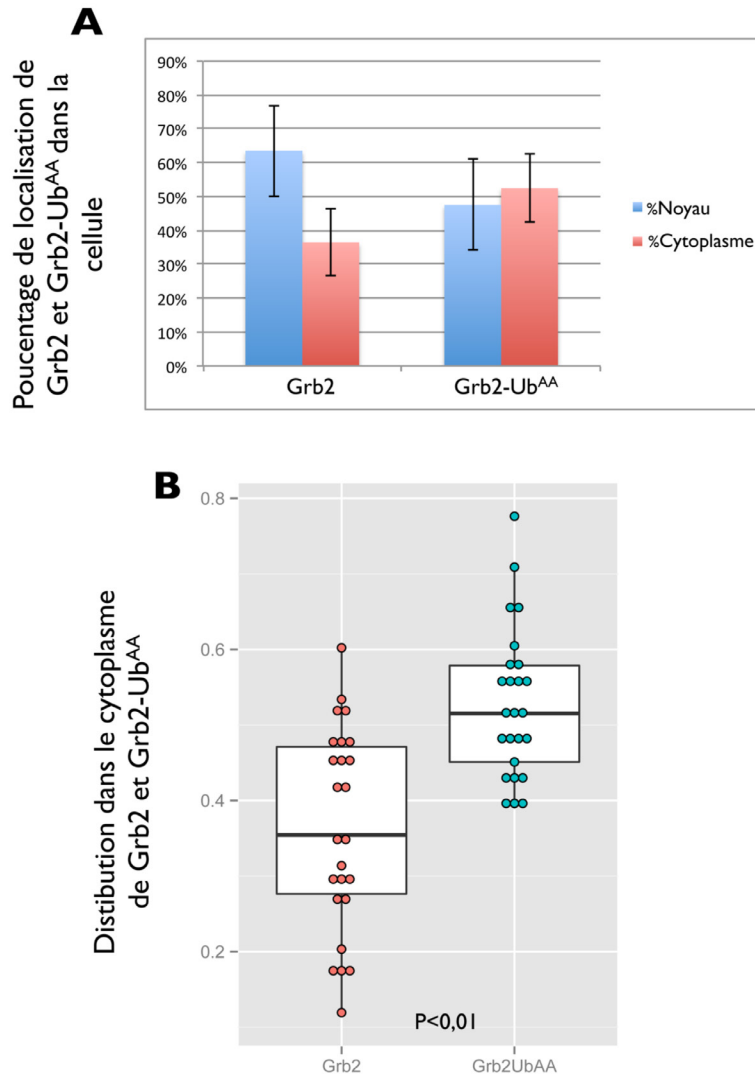 A
Poucentage de localisation de
Grb2 et Grb2-Ub^AA dans la
cellule
90%
80%
70%
60%
50%
40%
30%
20%
10%
0%
Grb2
Grb2-Ub^AA
%Noyau
%Cytoplasme
B
Distibution dans le cytoplasme
de Grb2 et Grb2-Ub^AA
0.8
0.6
0.4
0.2
P<0,01
Grb2
Grb2UbAA